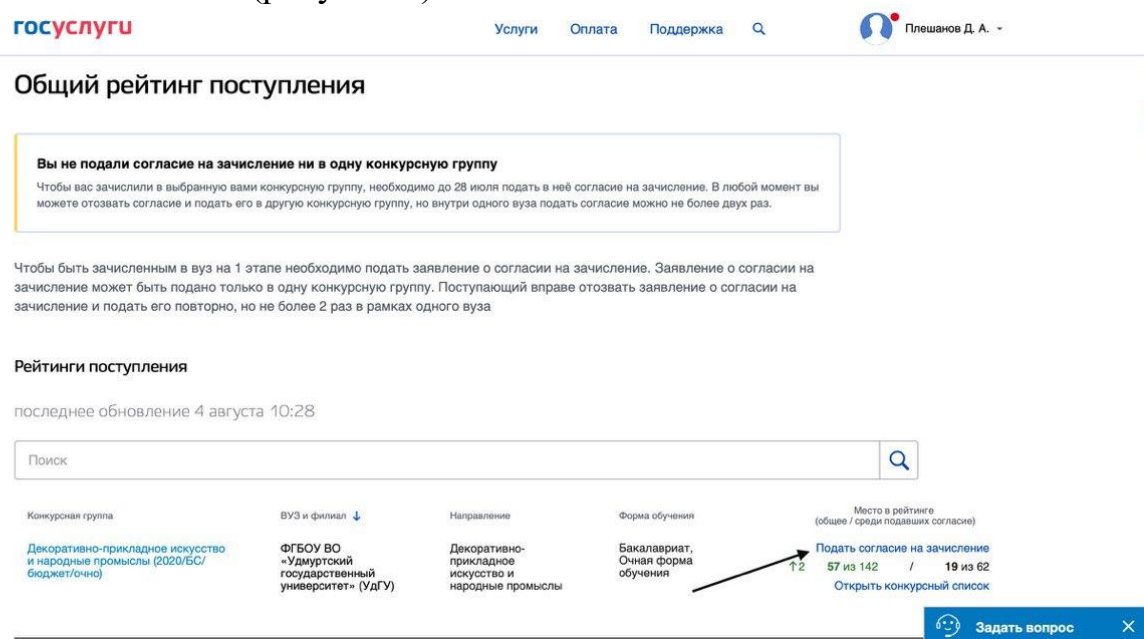 госуслуги
Услуги Оплата Поддержка Плешанов Д. А.
Общий рейтинг поступления
Вы не подали согласие на зачисление ни в одну конкурсную группу
Чтобы вас зачислили в выбранную вами конкурсную группу, необходимо до 28 июля подать в неё согласие на зачисление. В любой момент вы
можете отозвать согласие и подать его в другую конкурсную группу, но внутри одного вуза подать согласие можно не более двух раз.
Чтобы быть зачисленным в вуз на 1 этапе необходимо подать заявление о согласии на зачисление. Заявление о согласии на
зачисление может быть подано только в одну конкурсную группу. Поступающий вправе отозвать заявление о согласии на
зачисление и подать его повторно, но не более 2 раз в рамках одного вуза
Рейтинги поступления
последнее обновление 4 августа 10:28
Поиск
Конкурсная группа
ВУЗ и филиал ↓
Направление
Форма обучения
Место в рейтинге
(общее / среди подавших согласие)
Декоративно-прикладное искусство
и народные промыслы (2020/БС/
бюджет/очно)
ФГБОУ ВО
«Удмуртский
государственный
университет» (УдГУ)
Декоративно-
прикладное
искусство и
народные промыслы
Бакалавриат,
Очная форма
обучения
Подать согласие на зачисление
↑2 57 из 142 / 19 из 62
Открыть конкурсный список
Задать вопрос